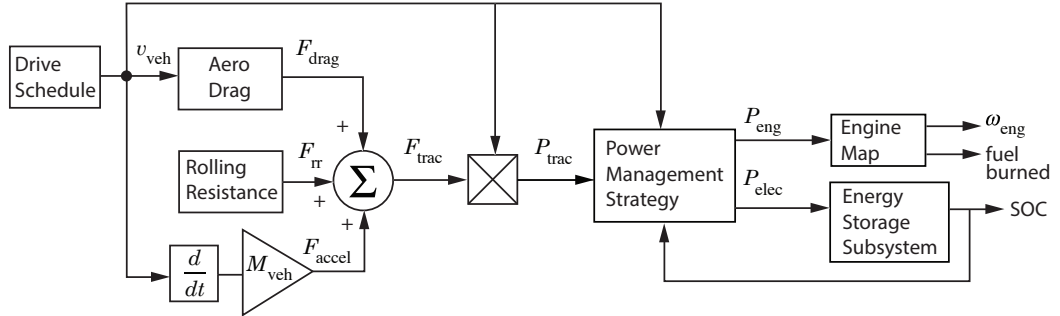 Drive
Schedule
v_veh
Aero
Drag
F_drag
+
Rolling
Resistance
F_rr
+
Σ
+
d
dt
M_veh
F_accel
F_trac
P_trac
Power
Management
Strategy
P_eng
P_elec
Engine
Map
ω_eng
fuel
burned
Energy
Storage
Subsystem
SOC